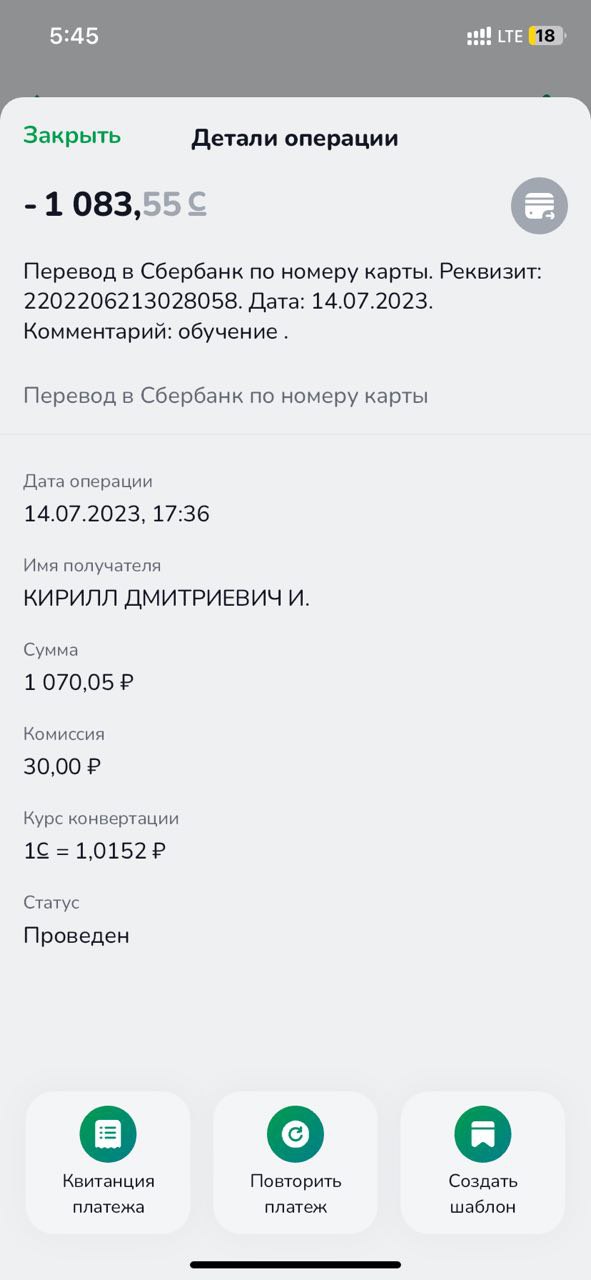 5:45
LTE 18
Закрыть
Детали операции
- 1 083,55 С̲
Перевод в Сбербанк по номеру карты. Реквизит:
2202206213028058. Дата: 14.07.2023.
Комментарий: обучение .
Перевод в Сбербанк по номеру карты
Дата операции
14.07.2023, 17:36
Имя получателя
КИРИЛЛ ДМИТРИЕВИЧ И.
Сумма
1 070,05 ₽
Комиссия
30,00 ₽
Курс конвертации
1С̲ = 1,0152 ₽
Статус
Проведен
Квитанция
платежа
Повторить
платеж
Создать
шаблон